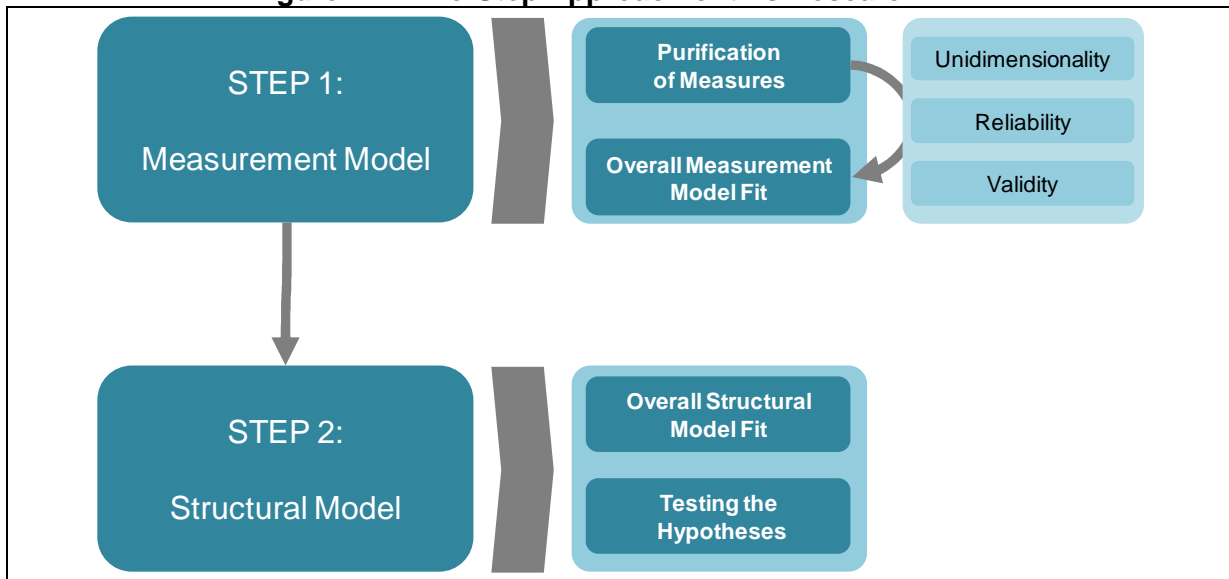 STEP 1:
Measurement Model
Purification
of Measures
Overall Measurement
Model Fit
Unidimensionality
Reliability
Validity
STEP 2:
Structural Model
Overall Structural
Model Fit
Testing the
Hypotheses